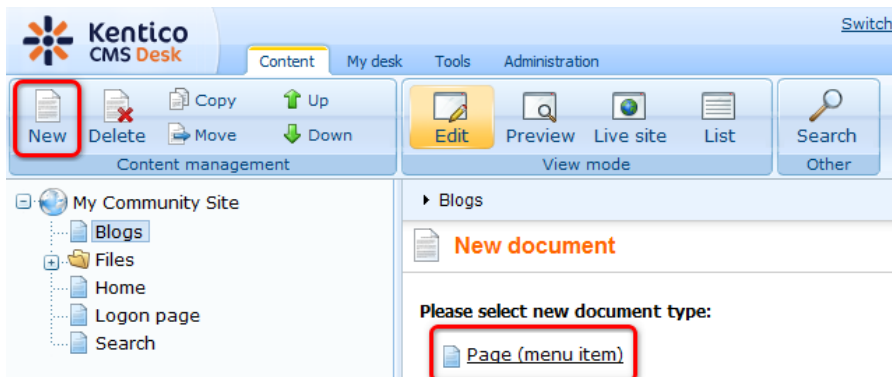 Kentico
CMS Desk
Switch
Content My desk Tools Administration
New Delete Copy Move Up Down
Content management
Edit Preview Live site List
View mode
Search
Other
My Community Site
Blogs
Files
Home
Logon page
Search
Blogs
New document
Please select new document type:
Page (menu item)